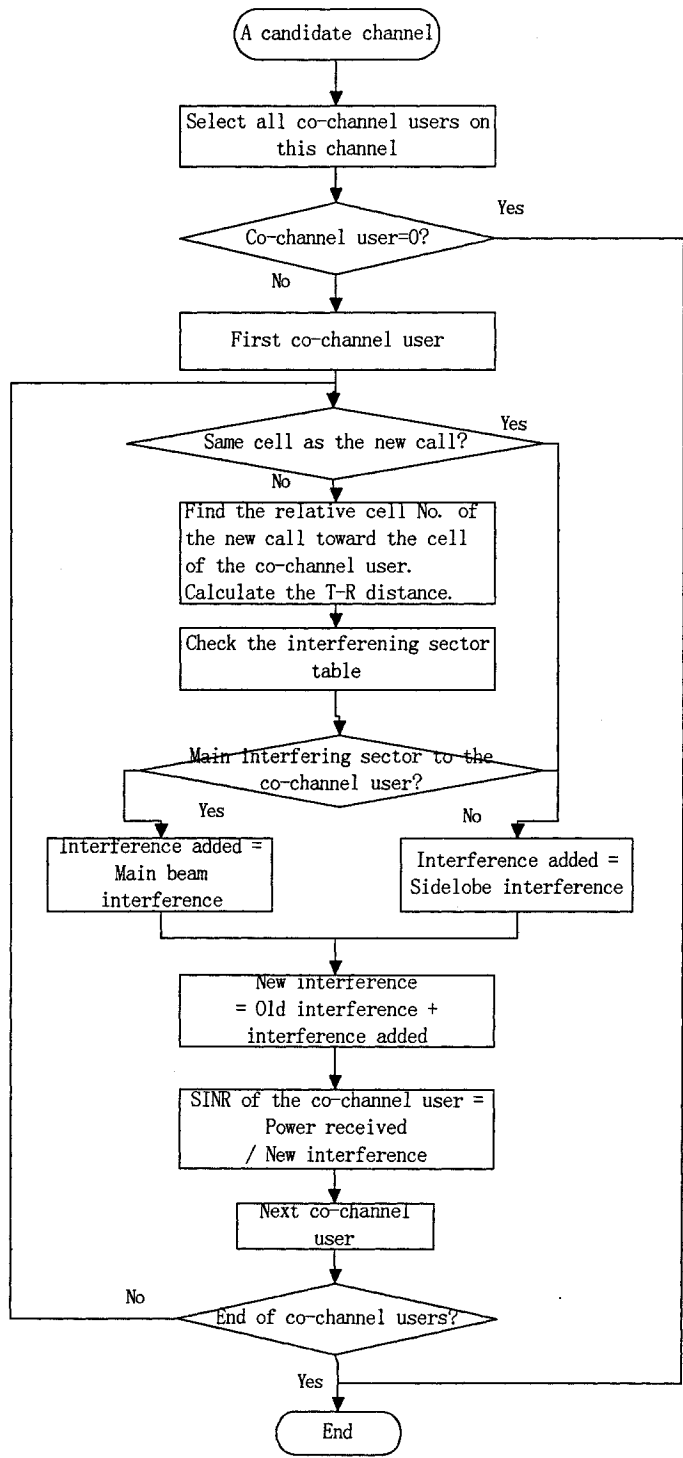 A candidate channel
Select all co-channel users on
this channel
Yes
Co-channel user=0?
No
First co-channel user
Yes
Same cell as the new call?
No
Find the relative cell No. of
the new call toward the cell
of the co-channel user.
Calculate the T-R distance.
Check the interferening sector
table
Main interfering sector to the
co-channel user?
Yes
No
Interference added =
Main beam
interference
Interference added =
Sidelobe interference
New interference
= Old interference +
interference added
SINR of the co-channel user =
Power received
/ New interference
Next co-channel
user
No
End of co-channel users?
Yes
End